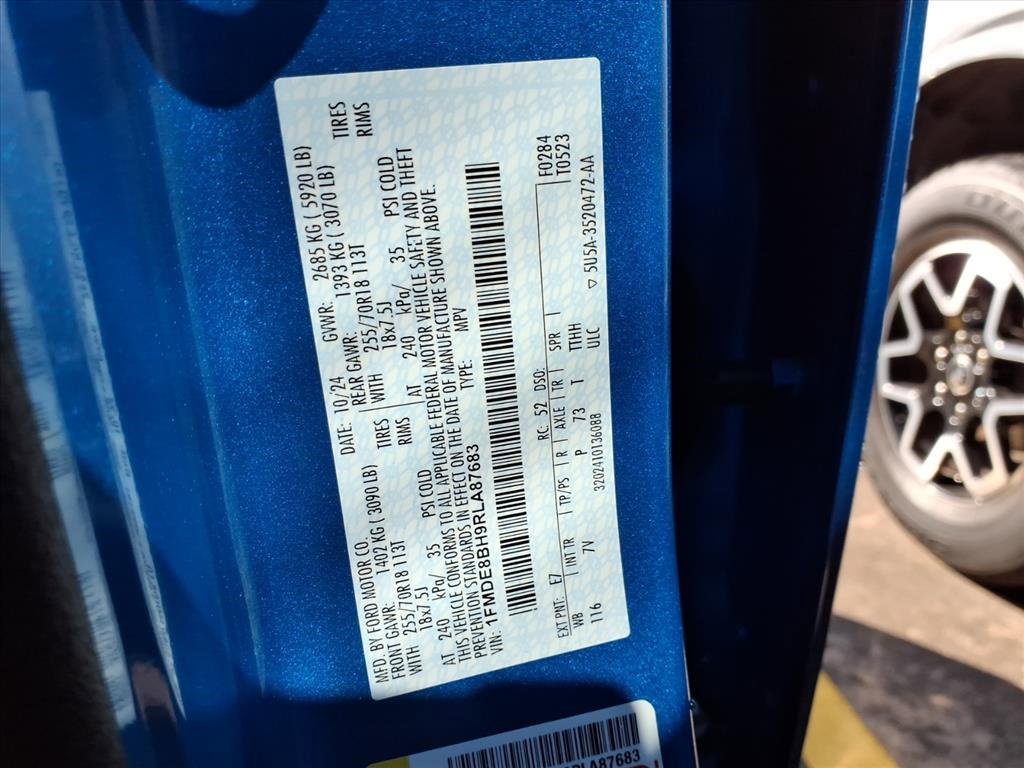 MFD. BY FORD MOTOR CO. DATE: 10/24 GVWR: 2685 KG ( 5920 LB)
FRONT GAWR: 1402 KG ( 3090 LB) REAR GAWR: 1393 KG ( 3070 LB)
WITH 255/70R18 113T TIRES WITH 255/70R18 113T TIRES
18x7.5J RIMS 18x7.5J RIMS
AT 240 kPa/ 35 PSI COLD AT 240 kPa/ 35 PSI COLD
THIS VEHICLE CONFORMS TO ALL APPLICABLE FEDERAL MOTOR VEHICLE SAFETY AND THEFT
PREVENTION STANDARDS IN EFFECT ON THE DATE OF MANUFACTURE SHOWN ABOVE.
VIN: 1FMDE8BH9RLA87683 TYPE: MPV
F0284
T0523
EXT PNT: E7 RC: 52 DSO:
WB INT TR TP/PS R AXLE TR SPR
116 7V P 73 T TTHH
3202410136088 ULC 5U5A-3520472-AA
RLA87683